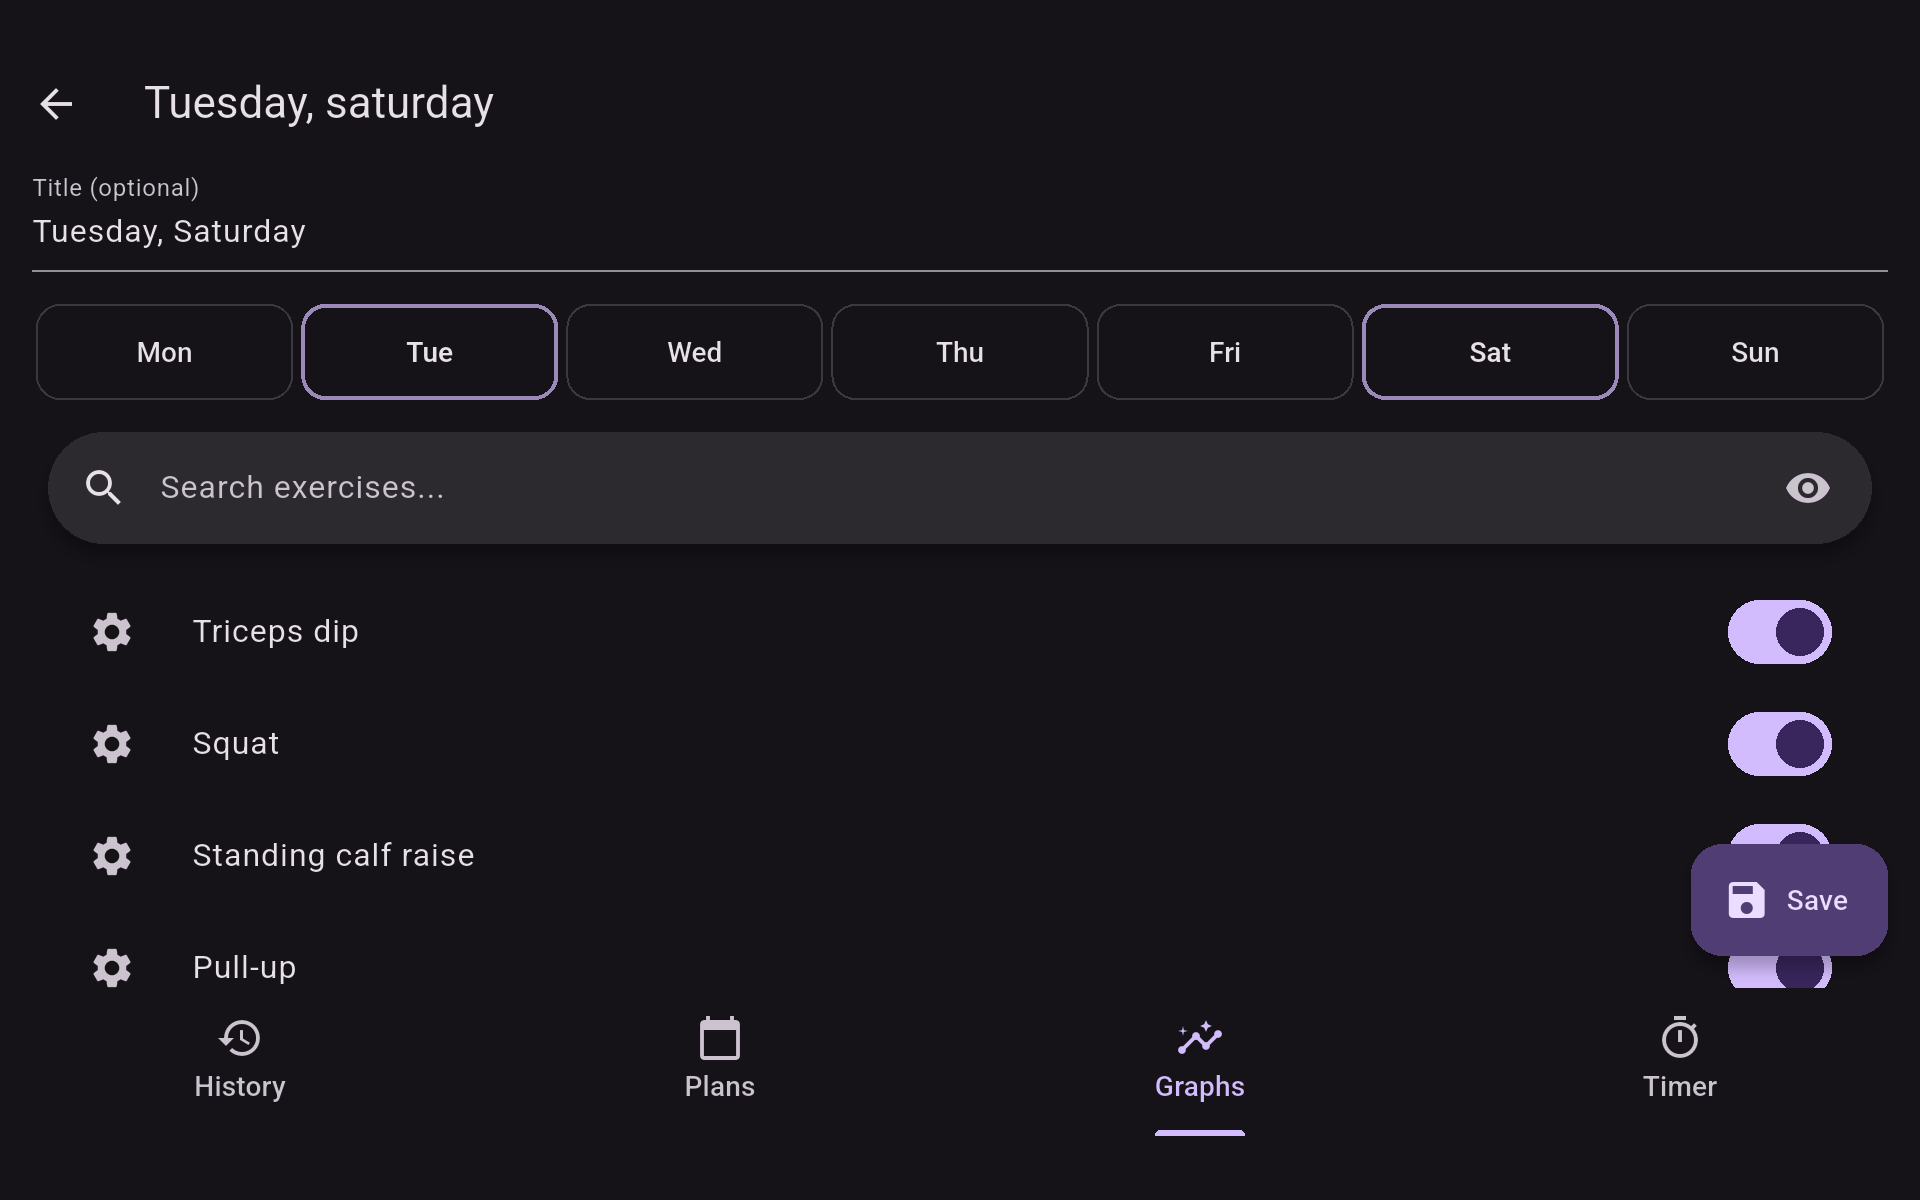 Tuesday, saturday
Title (optional)
Tuesday, Saturday
Mon Tue Wed Thu Fri Sat Sun
Search exercises...
Triceps dip
Squat
Standing calf raise
Save
Pull-up
History Plans Graphs Timer